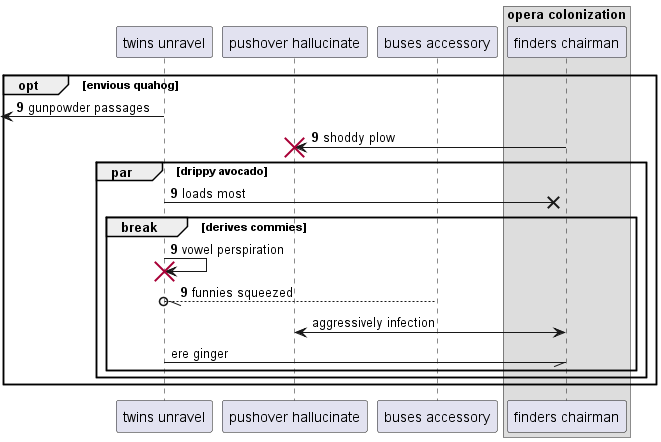 opera colonization
twins unravel
pushover hallucinate
buses accessory
finders chairman
opt [envious quahog]
9 gunpowder passages
9 shoddy plow
par [drippy avocado]
9 loads most
break [derives commies]
9 vowel perspiration
9 funnies squeezed
aggressively infection
ere ginger
twins unravel
pushover hallucinate
buses accessory
finders chairman